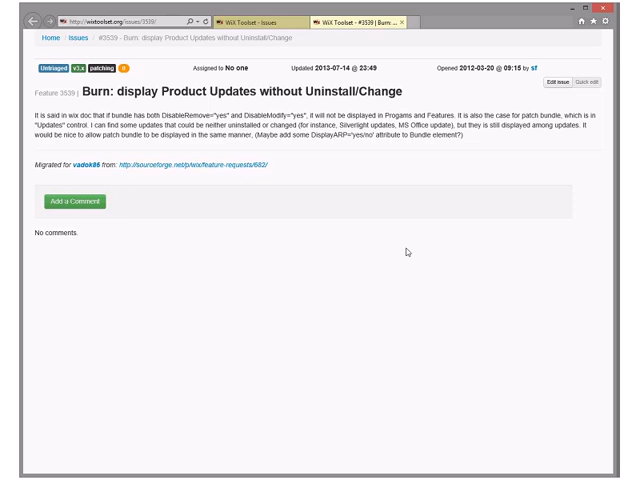 http://wixtoolset.org/issues/3539/
WiX Toolset - Issues
WiX Toolset - #3539 | Burn: ...
Home / Issues / #3539 - Burn: display Product Updates without Uninstall/Change
Untriaged v3.x patching 0 Assigned to No one Updated 2013-07-14 @ 23:49 Opened 2012-03-20 @ 09:15 by sf
Edit issue Quick edit
Feature 3539 | Burn: display Product Updates without Uninstall/Change
It is said in wix doc that if bundle has both DisableRemove="yes" and DisableModify="yes", it will not be displayed in Progams and Features. It is also the case for patch bundle, which is in
"Updates" control. I can find some updates that could be neither uninstalled or changed (for instance, Silverlight updates, MS Office update), but they is still displayed among updates. It
would be nice to allow patch bundle to be displayed in the same manner, (Maybe add some DisplayARP='yes/no' attribute to Bundle element?)
Migrated for vadok86 from: http://sourceforge.net/p/wix/feature-requests/682/
Add a Comment
No comments.